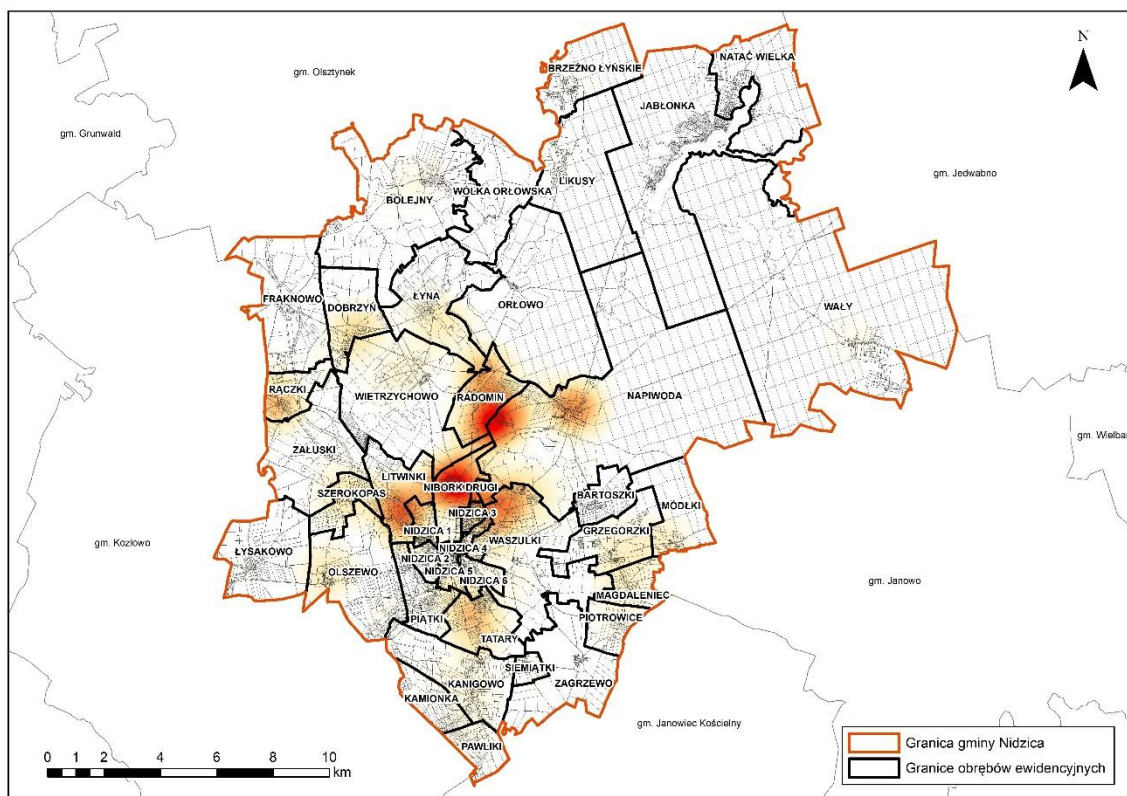 N
BRZEŹNO ŁYŃSKIE
NATAĆ WIELKA
gm. Olsztynek
JABŁONKA
gm. Grunwald
gm. Jedwabno
LIKUSY
WÓLKA ORŁOWSKA
BOLEJNY
FRAKNOWO
DOBRZYŃ
ŁYNA
ORŁOWO
WAŁY
RĄCZKI
WIETRZYCHOWO
RADOMIN
NAPIWODA
gm. Wielbar
ZAŁUSKI
LITWINKI
NIBORK DRUGI
SZEROKOPAS
BARTOSZKI
MÓDŁKI
NIDZICA 3
NIDZICA 1
GRZEGÓRZKI
WASZULKI
gm. Kozłowo
ŁYSAKOWO
NIDZICA 4
NIDZICA 2
OLSZEWO
NIDZICA 5
NIDZICA 6
gm. Janowo
MAGDALENIEC
PIĄTKI
PIOTROWICE
TATARY
SIEMIĄTKI
KANIGOWO
ZAGRZEWO
KAMIONKA
gm. Janowiec Kościelny
PAWLIKI
Granica gminy Nidzica
Granice obrębów ewidencyjnych
0 1 2 4 6 8 10
km